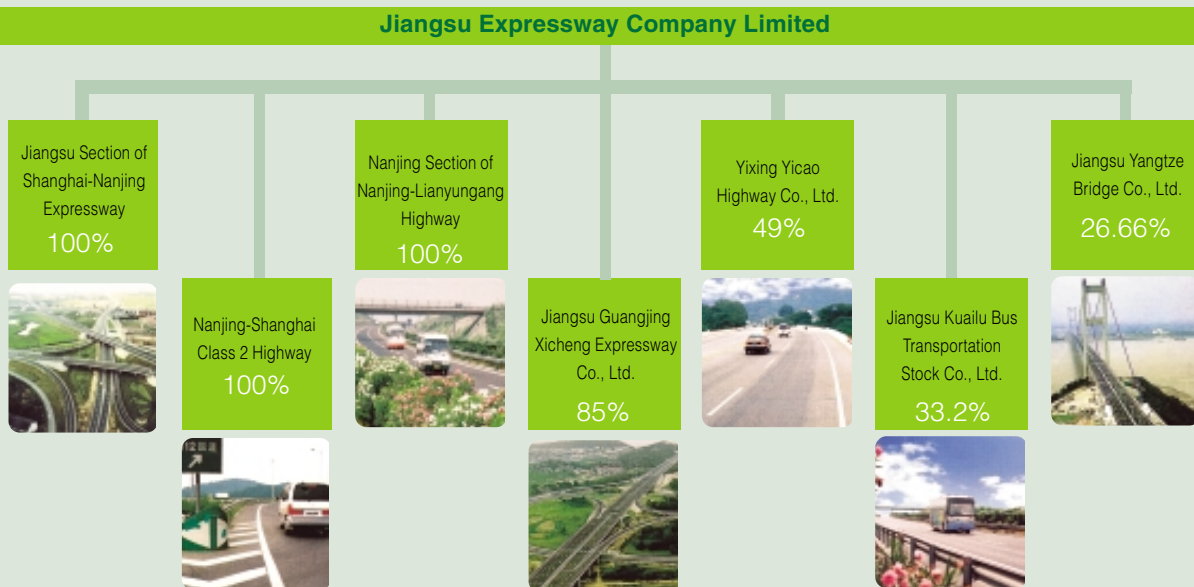 Jiangsu Expressway Company Limited
Jiangsu Section of
Shanghai-Nanjing
Expressway
100%
Nanjing-Shanghai
Class 2 Highway
100%
Nanjing Section of
Nanjing-Lianyungang
Highway
100%
Jiangsu Guangjing
Xicheng Expressway
Co., Ltd.
85%
Yixing Yicao
Highway Co., Ltd.
49%
Jiangsu Kuailu Bus
Transportation
Stock Co., Ltd.
33.2%
Jiangsu Yangtze
Bridge Co., Ltd.
26.66%